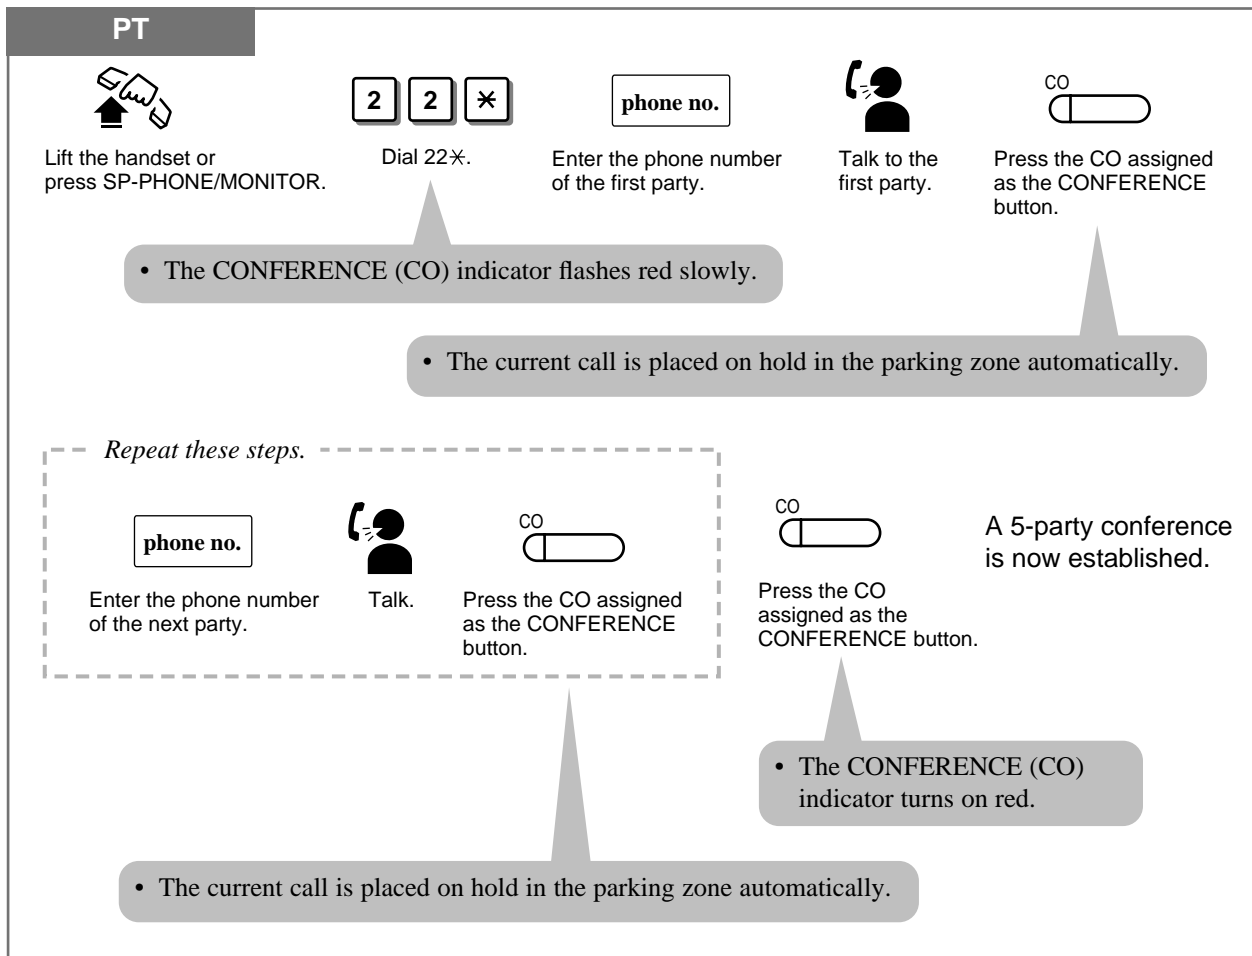 PT
2 2 ✳
phone no.
CO
Lift the handset or
press SP-PHONE/MONITOR.
Dial 22✳.
Enter the phone number
of the first party.
Talk to the
first party.
Press the CO assigned
as the CONFERENCE
button.
• The CONFERENCE (CO) indicator flashes red slowly.
• The current call is placed on hold in the parking zone automatically.
Repeat these steps.
phone no.
CO
Enter the phone number
of the next party.
Talk.
Press the CO assigned
as the CONFERENCE
button.
CO
Press the CO
assigned as the
CONFERENCE button.
A 5-party conference
is now established.
• The CONFERENCE (CO)
indicator turns on red.
• The current call is placed on hold in the parking zone automatically.